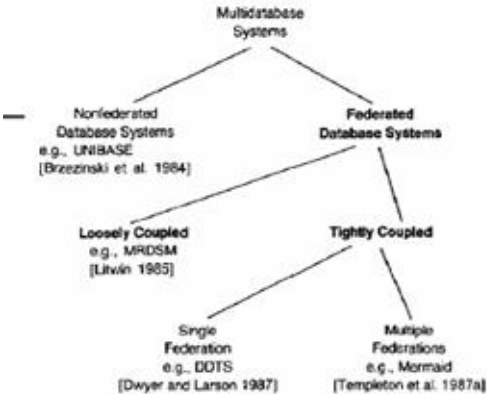 Multidatabase
Systems
Nonfederated
Database Systems
e.g., UNIBASE
[Brzezinski et al. 1984]
Federated
Database Systems
Loosely Coupled
e.g., MRDSM
[Litwin 1985]
Tightly Coupled
Single
Federation
e.g., DDTS
[Dwyer and Larson 1987]
Multiple
Federations
e.g., Mermaid
[Templeton et al. 1987a]